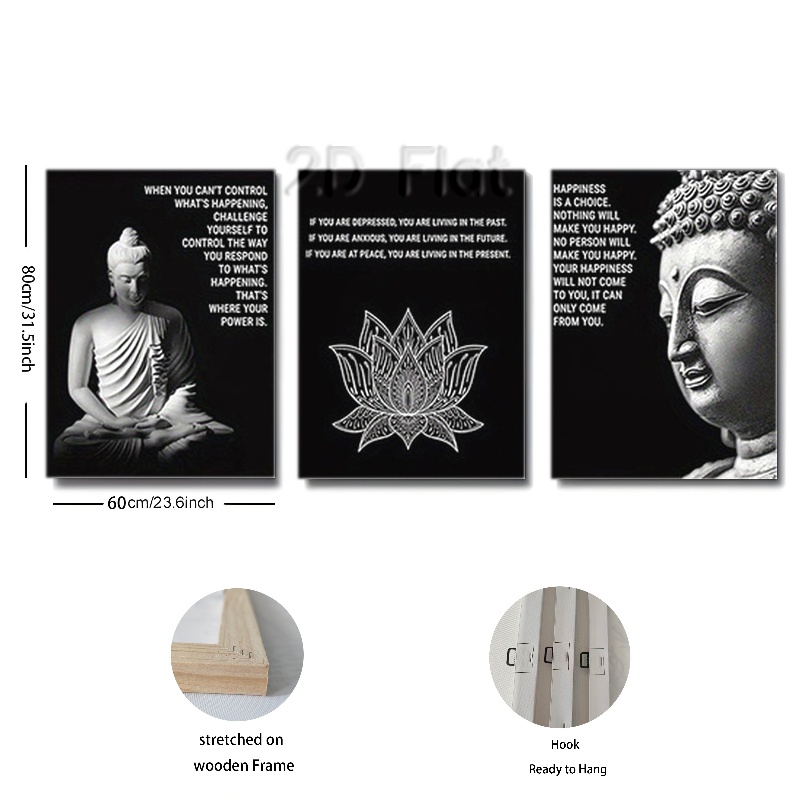 2D Flat
WHEN YOU CAN'T CONTROL
WHAT'S HAPPENING,
CHALLENGE
YOURSELF TO
CONTROL THE WAY
YOU RESPOND
TO WHAT'S
HAPPENING.
THAT'S
WHERE YOUR
POWER IS.
IF YOU ARE DEPRESSED, YOU ARE LIVING IN THE PAST.
IF YOU ARE ANXIOUS, YOU ARE LIVING IN THE FUTURE.
IF YOU ARE AT PEACE, YOU ARE LIVING IN THE PRESENT.
HAPPINESS
IS A CHOICE.
NOTHING WILL
MAKE YOU HAPPY.
NO PERSON WILL
MAKE YOU HAPPY.
YOUR HAPPINESS
WILL NOT COME
TO YOU, IT CAN
ONLY COME
FROM YOU.
80cm/31.5inch
60cm/23.6inch
stretched on
wooden Frame
Hook
Ready to Hang